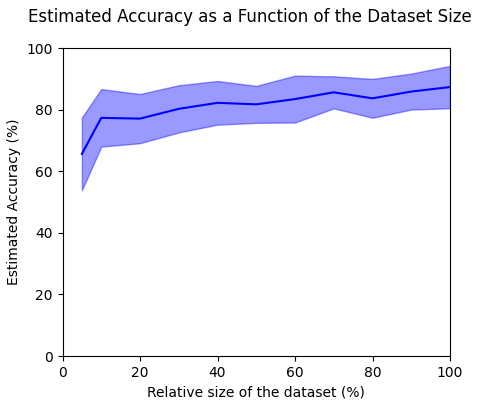 Estimated Accuracy as a Function of the Dataset Size
100
80
60
40
20
0
Estimated Accuracy (%)
0 20 40 60 80 100
Relative size of the dataset (%)